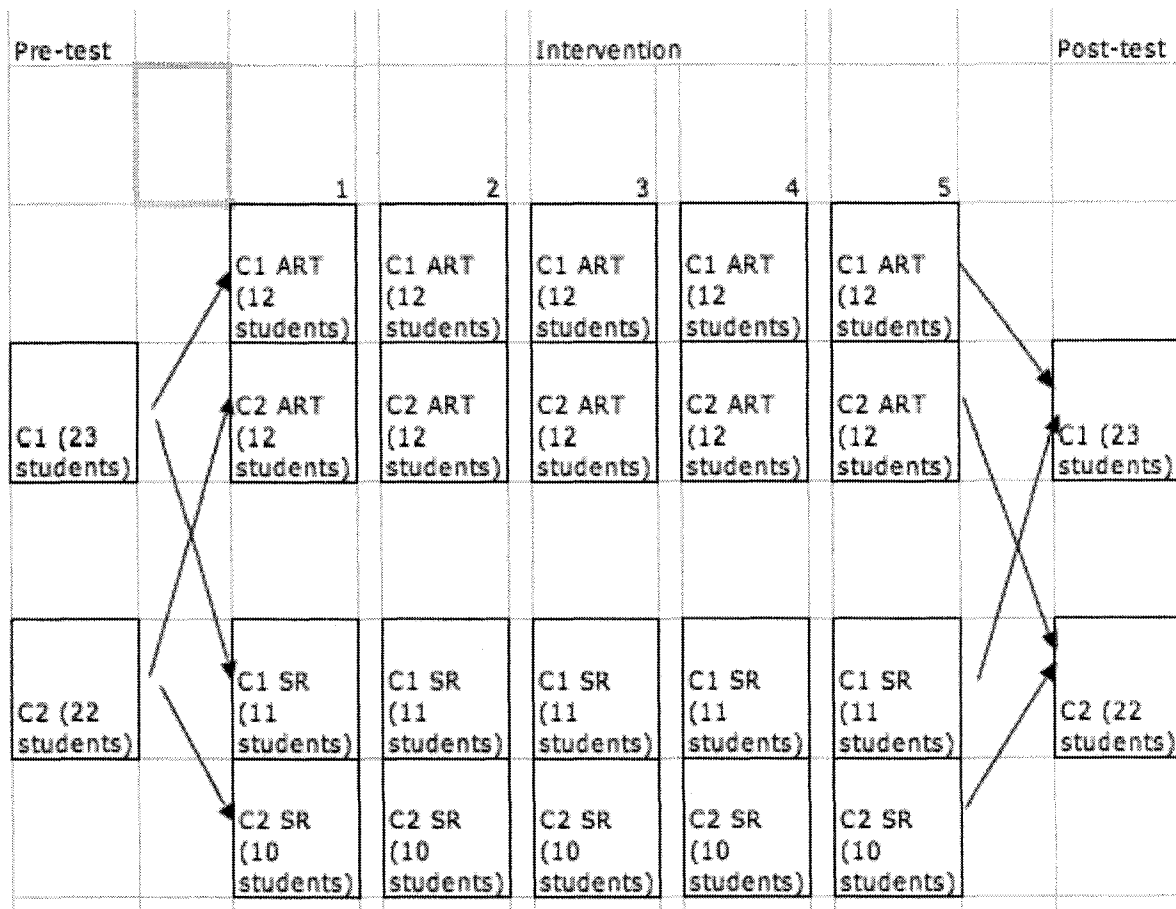 Pre-test
Intervention
Post-test
1
2
3
4
5
C1 ART
(12
students)
C1 ART
(12
students)
C1 ART
(12
students)
C1 ART
(12
students)
C1 ART
(12
students)
C1 (23
students)
C2 ART
(12
students)
C2 ART
(12
students)
C2 ART
(12
students)
C2 ART
(12
students)
C2 ART
(12
students)
C1 (23
students)
C2 (22
students)
C1 SR
(11
students)
C1 SR
(11
students)
C1 SR
(11
students)
C1 SR
(11
students)
C1 SR
(11
students)
C2 (22
students)
C2 SR
(10
students)
C2 SR
(10
students)
C2 SR
(10
students)
C2 SR
(10
students)
C2 SR
(10
students)